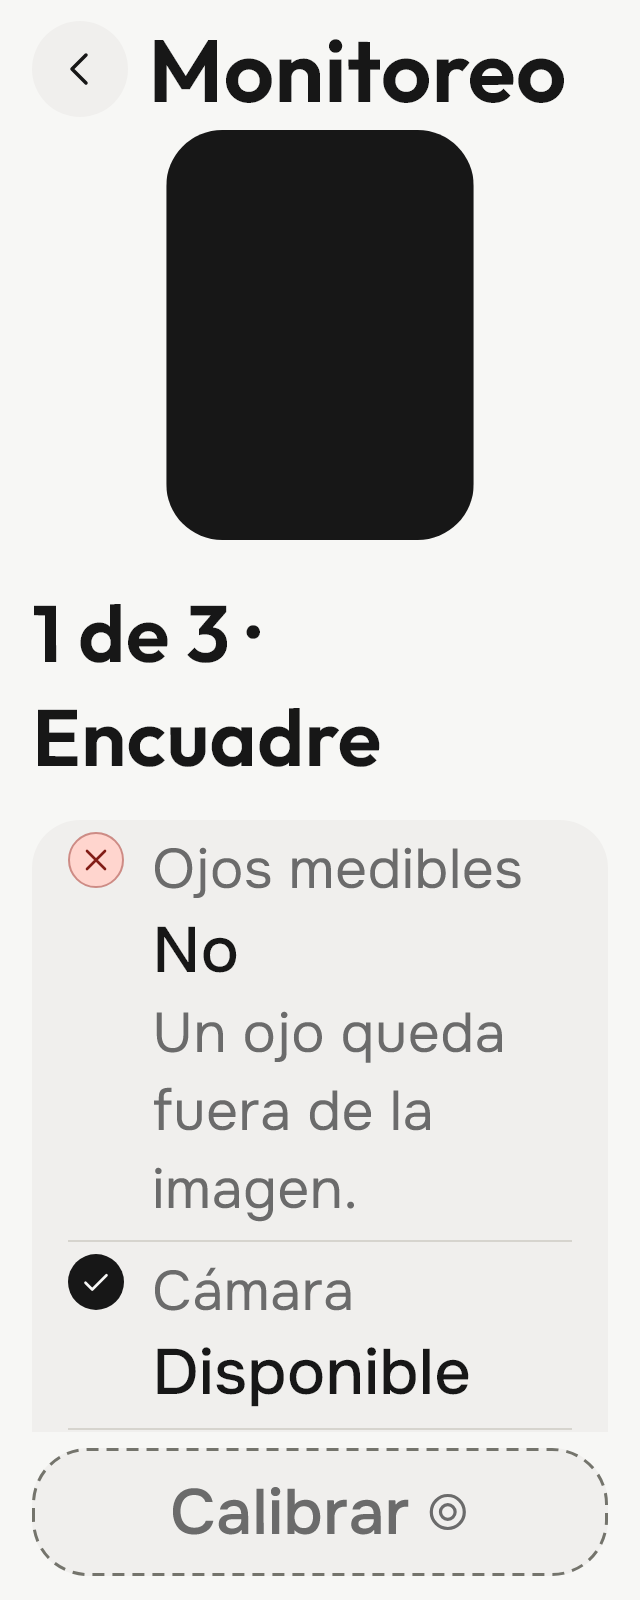 Monitoreo
1 de 3 ·
Encuadre
Ojos medibles
No
Un ojo queda
fuera de la
imagen.
Cámara
Disponible
Calibrar